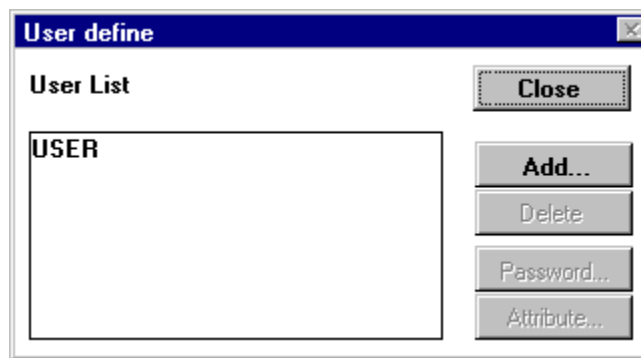 User define
User List
Close
USER
Add...
Delete
Password...
Attribute...